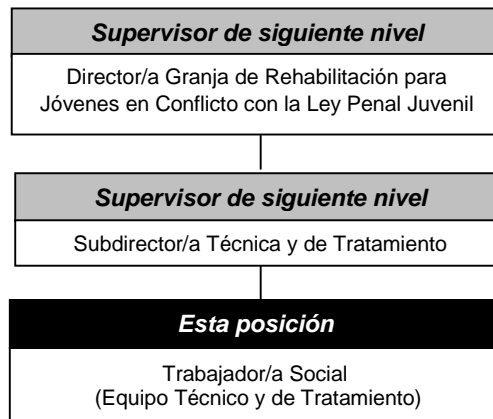 Supervisor de siguiente nivel
Director/a Granja de Rehabilitación para
Jóvenes en Conflicto con la Ley Penal Juvenil
Supervisor de siguiente nivel
Subdirector/a Técnica y de Tratamiento
Esta posición
Trabajador/a Social
(Equipo Técnico y de Tratamiento)